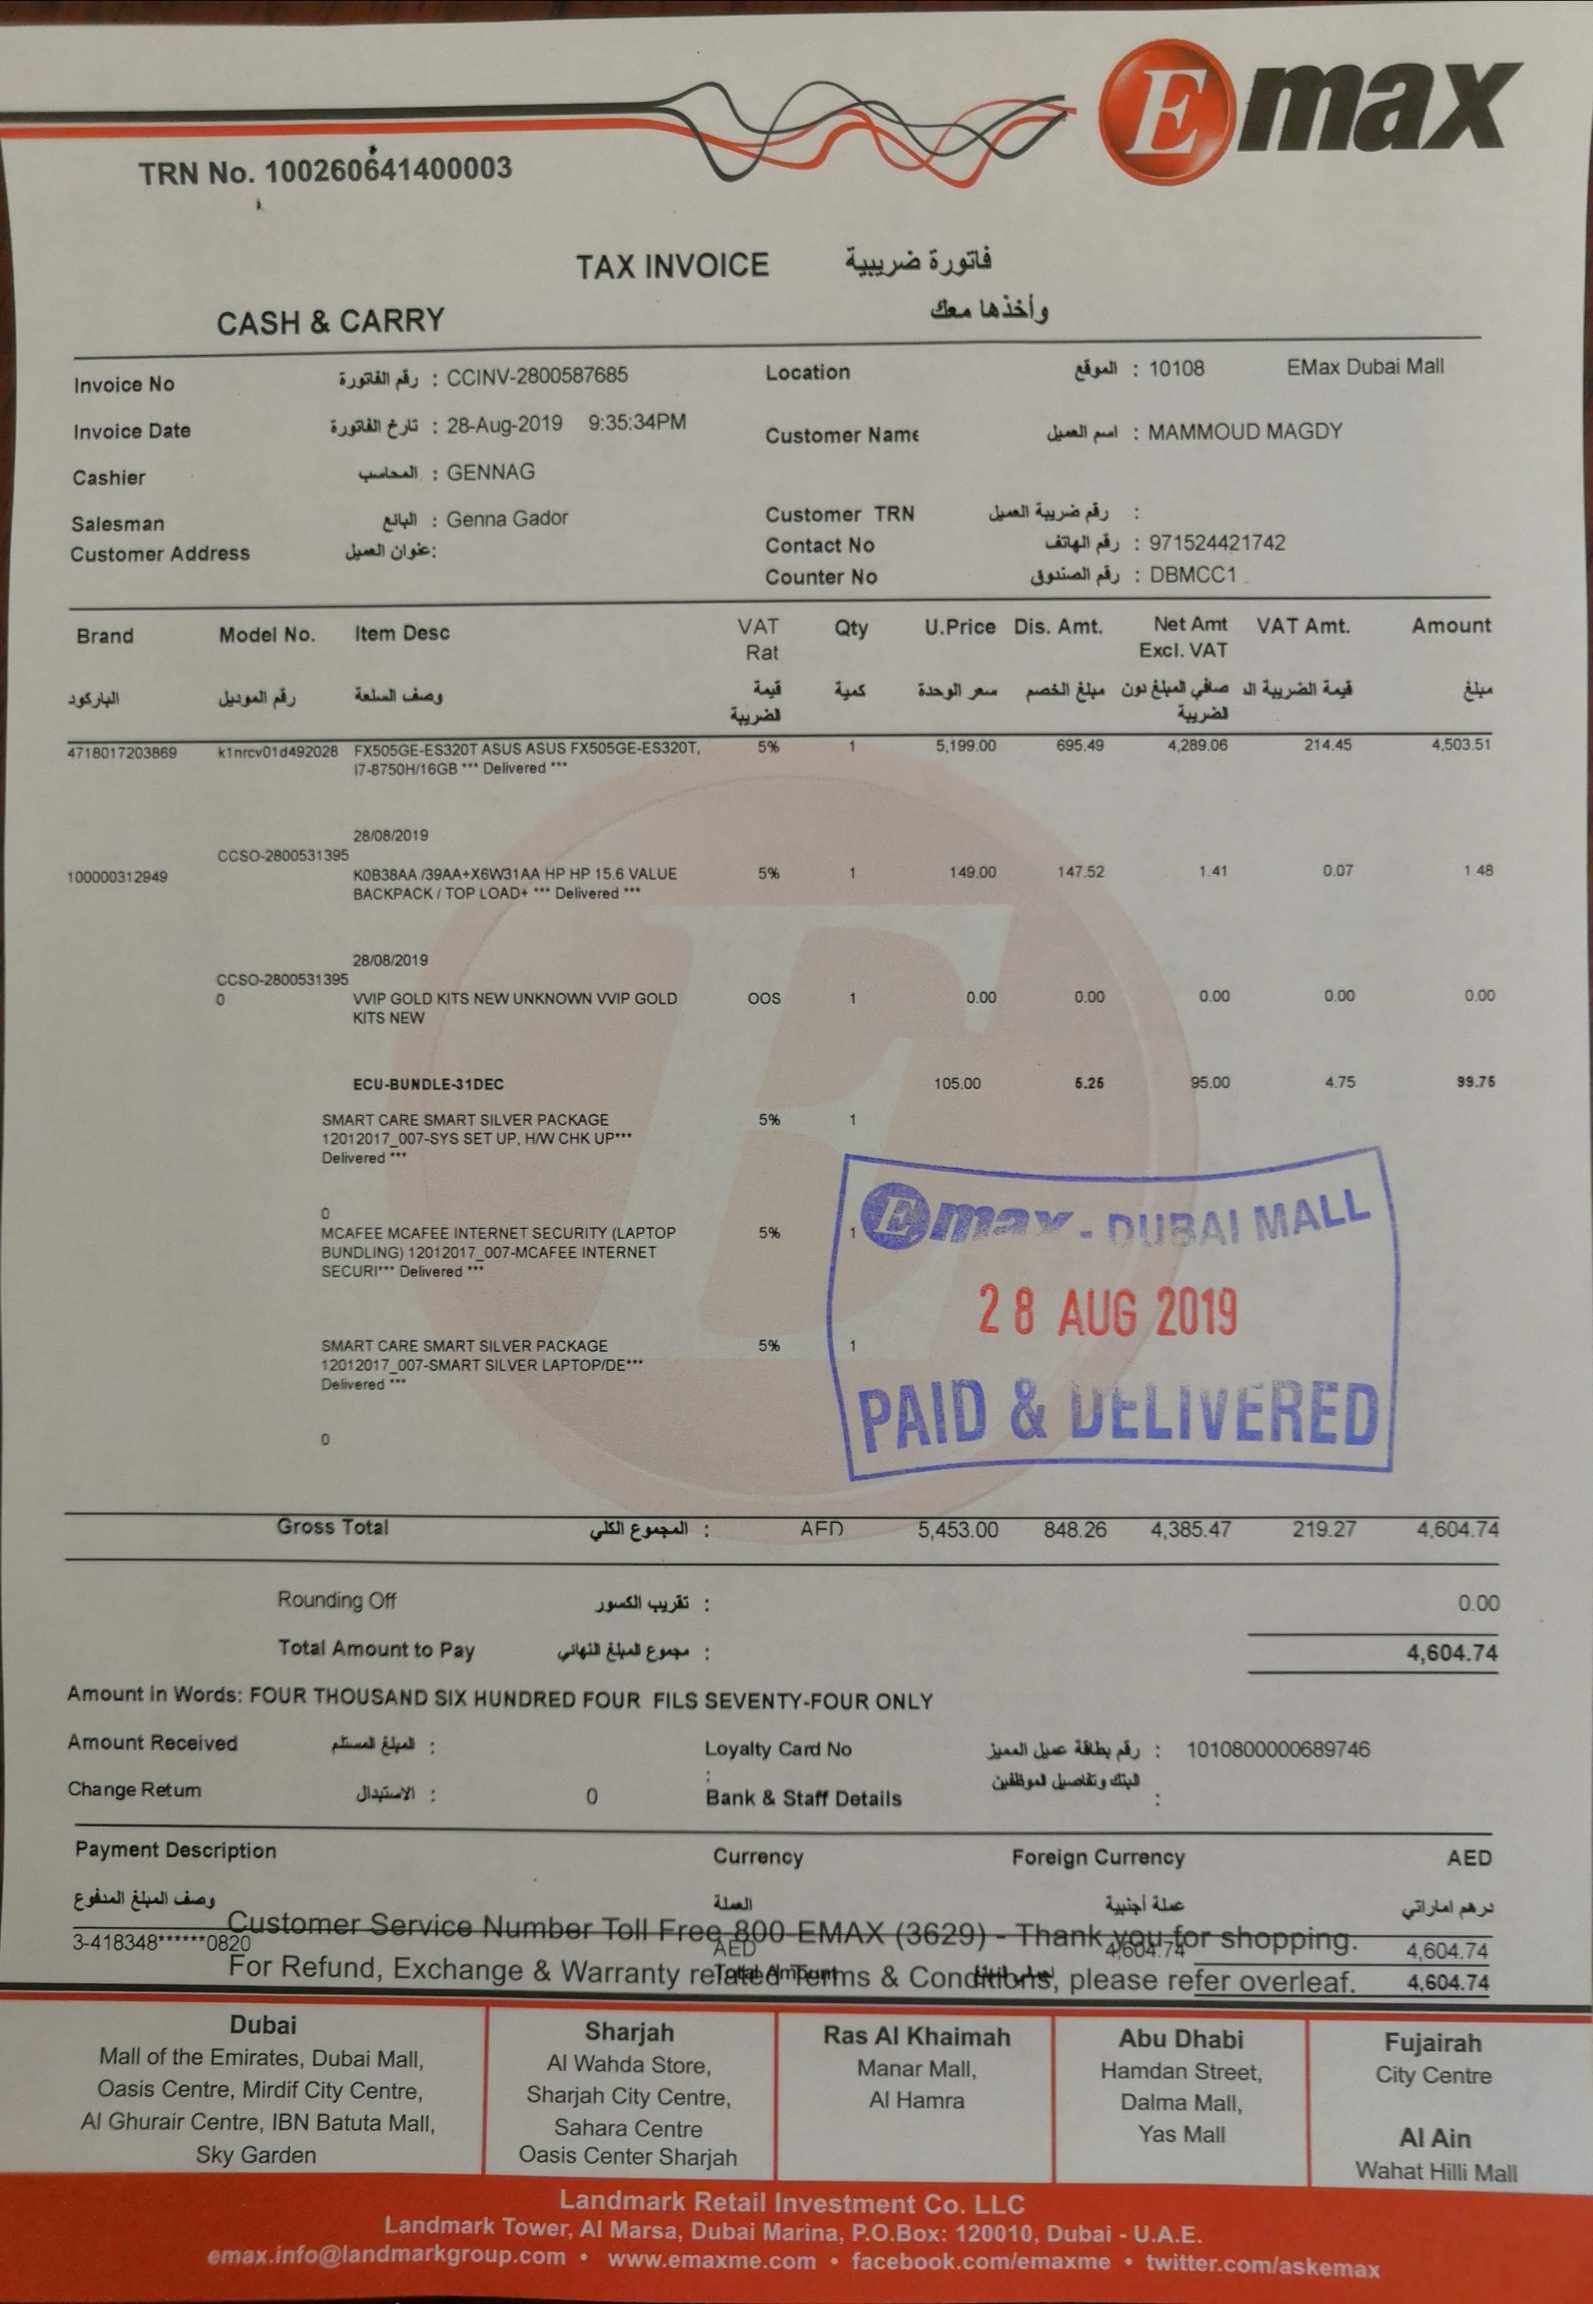 Emax
TRN No. 100260641400003
TAX INVOICE فاتورة ضريبية
CASH & CARRY وأخذها معك
Invoice No رقم الفاتورة : CCINV-2800587685 Location الموقع : 10108 EMax Dubai Mall
Invoice Date تارخ الفاتورة : 28-Aug-2019 9:35:34PM Customer Name اسم العميل : MAMMOUD MAGDY
Cashier المحاسب : GENNAG
Salesman البائع : Genna Gador Customer TRN رقم ضريبة العميل :
Customer Address عنوان العميل: Contact No رقم الهاتف : 971524421742
Counter No رقم الصندوق : DBMCC1
Brand Model No. Item Desc VAT Rat Qty U.Price Dis. Amt. Net Amt Excl. VAT VAT Amt. Amount
الباركود رقم الموديل وصف السلعة قيمة الضريبة كمية سعر الوحدة مبلغ الخصم صافي المبلغ دون الضريبة قيمة الضريبة ال مبلغ
4718017203869 k1nrcv01d492028 FX505GE-ES320T ASUS ASUS FX505GE-ES320T, 5% 1 5,199.00 695.49 4,289.06 214.45 4,503.51
I7-8750H/16GB *** Delivered ***
28/08/2019
CCSO-2800531395
100000312949 K0B38AA /39AA+X6W31AA HP HP 15.6 VALUE 5% 1 149.00 147.52 1.41 0.07 1.48
BACKPACK / TOP LOAD+ *** Delivered ***
28/08/2019
CCSO-2800531395
0 VVIP GOLD KITS NEW UNKNOWN VVIP GOLD OOS 1 0.00 0.00 0.00 0.00 0.00
KITS NEW
ECU-BUNDLE-31DEC 105.00 5.25 95.00 4.75 99.75
SMART CARE SMART SILVER PACKAGE 5% 1
12012017_007-SYS SET UP, H/W CHK UP***
Delivered ***
0
MCAFEE MCAFEE INTERNET SECURITY (LAPTOP 5% 1
BUNDLING) 12012017_007-MCAFEE INTERNET
SECURI*** Delivered ***
SMART CARE SMART SILVER PACKAGE 5% 1
12012017_007-SMART SILVER LAPTOP/DE***
Delivered ***
0
Emax - DUBAI MALL
28 AUG 2019
PAID & DELIVERED
Gross Total المجموع الكلي : AED 5,453.00 848.26 4,385.47 219.27 4,604.74
Rounding Off تقريب الكسور : 0.00
Total Amount to Pay مجموع المبلغ النهائي : 4,604.74
Amount In Words: FOUR THOUSAND SIX HUNDRED FOUR FILS SEVENTY-FOUR ONLY
Amount Received المبلغ المستلم : Loyalty Card No رقم بطاقة عميل المميز : 1010800000689746
Change Return الاستبدال : 0 : Bank & Staff Details البنك وتفاصيل الموظفين :
Payment Description Currency Foreign Currency AED
وصف المبلغ المدفوع العملة عملة أجنبية درهم اماراتي
Customer Service Number Toll Free 800 EMAX (3629) - Thank you for shopping.
3-418348******0820 AED 4,604.74 4,604.74
For Refund, Exchange & Warranty related Terms & Conditions, please refer overleaf.
Total Amount 4,604.74
Dubai
Mall of the Emirates, Dubai Mall,
Oasis Centre, Mirdif City Centre,
Al Ghurair Centre, IBN Batuta Mall,
Sky Garden
Sharjah
Al Wahda Store,
Sharjah City Centre,
Sahara Centre
Oasis Center Sharjah
Ras Al Khaimah
Manar Mall,
Al Hamra
Abu Dhabi
Hamdan Street,
Dalma Mall,
Yas Mall
Fujairah
City Centre
Al Ain
Wahat Hilli Mall
Landmark Retail Investment Co. LLC
Landmark Tower, Al Marsa, Dubai Marina, P.O.Box: 120010, Dubai - U.A.E.
emax.info@landmarkgroup.com • www.emaxme.com • facebook.com/emaxme • twitter.com/askemax